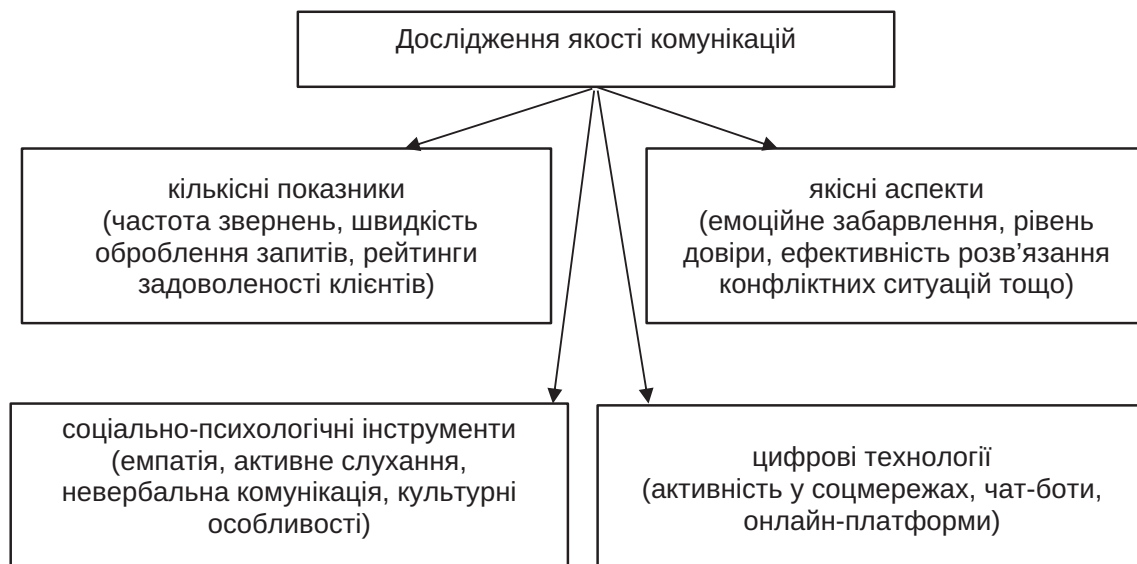 Дослідження якості комунікацій
кількісні показники
(частота звернень, швидкість
оброблення запитів, рейтинги
задоволеності клієнтів)
якісні аспекти
(емоційне забарвлення, рівень
довіри, ефективність розв’язання
конфліктних ситуацій тощо)
соціально-психологічні інструменти
(емпатія, активне слухання,
невербальна комунікація, культурні
особливості)
цифрові технології
(активність у соцмережах, чат-боти,
онлайн-платформи)